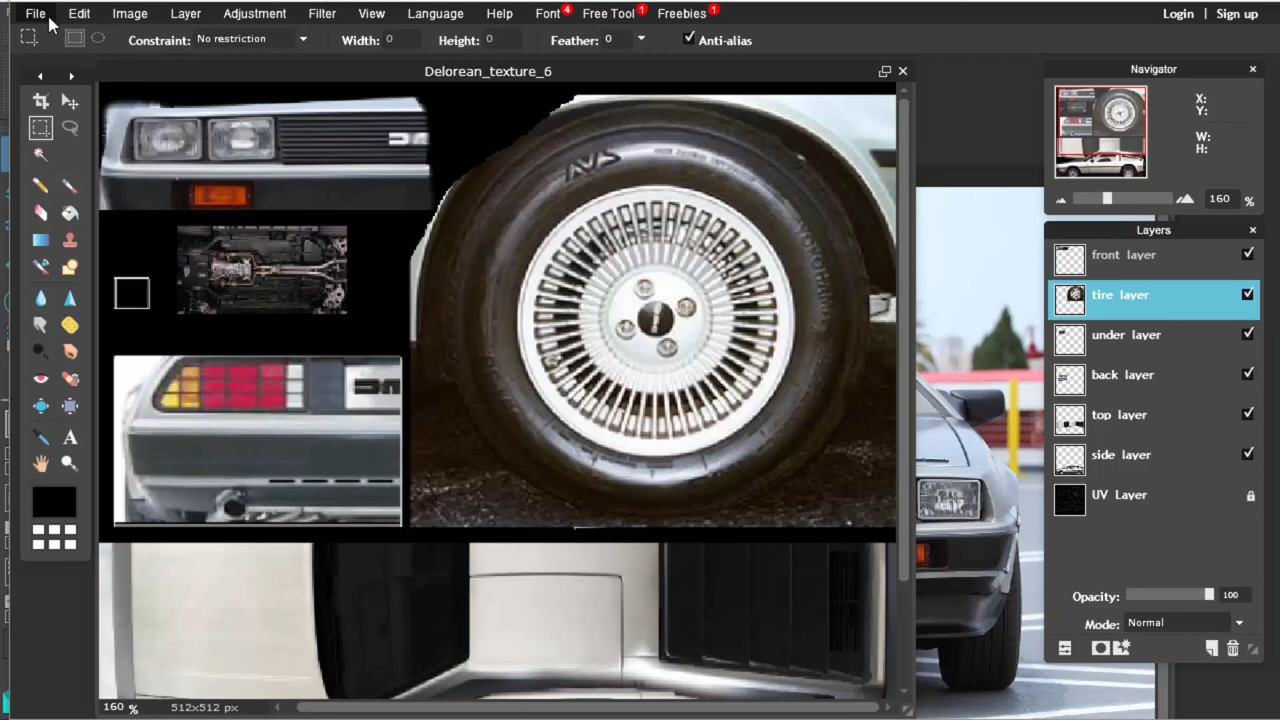 File Edit Image Layer Adjustment Filter View Language Help Font 4 Free Tool 1 Freebies 1 Login | Sign up
Constraint: No restriction Width: 0 Height: 0 Feather: 0 Anti-alias
Delorean_texture_6
Navigator
X:
Y:
W:
H:
160 %
Layers
front layer
tire layer
under layer
back layer
top layer
side layer
UV Layer
Opacity: 100
Mode: Normal
AVS
YOKOHAMA
A
160 % 512x512 px